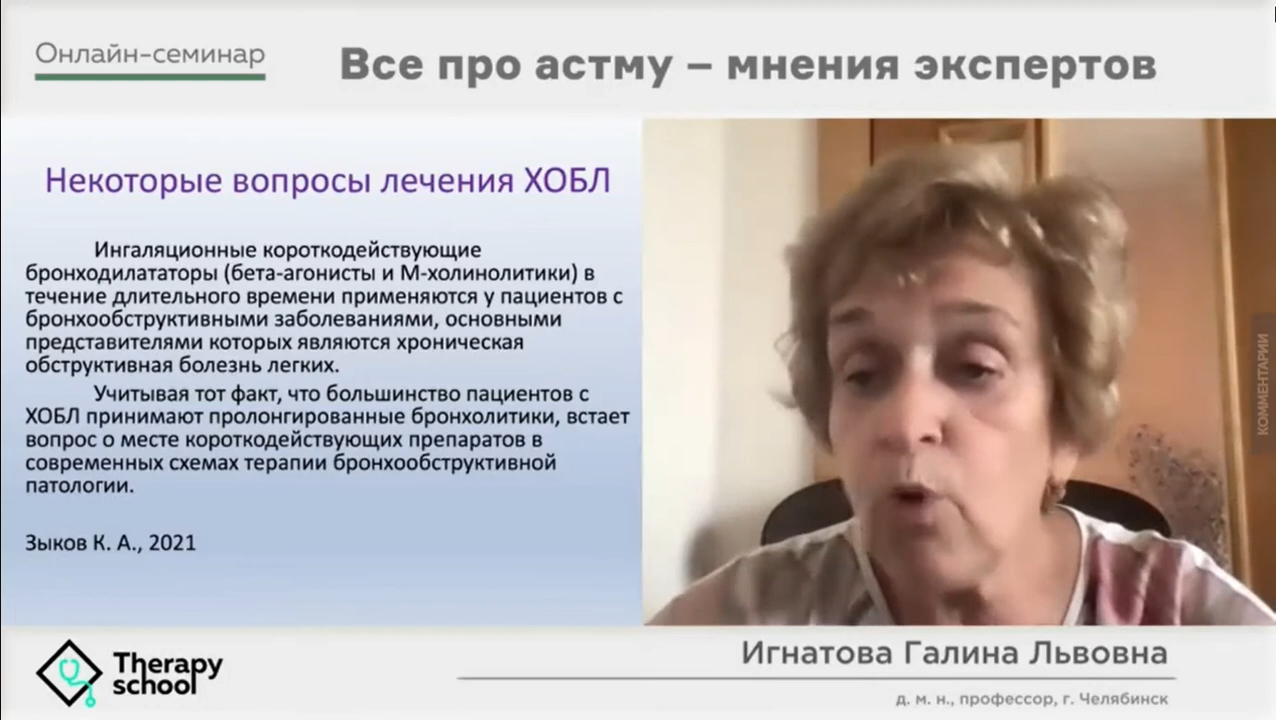 Онлайн-семинар
Все про астму – мнения экспертов
Некоторые вопросы лечения ХОБЛ
Ингаляционные короткодействующие
бронходилататоры (бета-агонисты и М-холинолитики) в
течение длительного времени применяются у пациентов с
бронхообструктивными заболеваниями, основными
представителями которых являются хроническая
обструктивная болезнь легких.
Учитывая тот факт, что большинство пациентов с
ХОБЛ принимают пролонгированные бронхолитики, встает
вопрос о месте короткодействующих препаратов в
современных схемах терапии бронхообструктивной
патологии.
Зыков К. А., 2021
КОММЕНТАРИИ
Therapy
school
Игнатова Галина Львовна
д. м. н., профессор, г. Челябинск